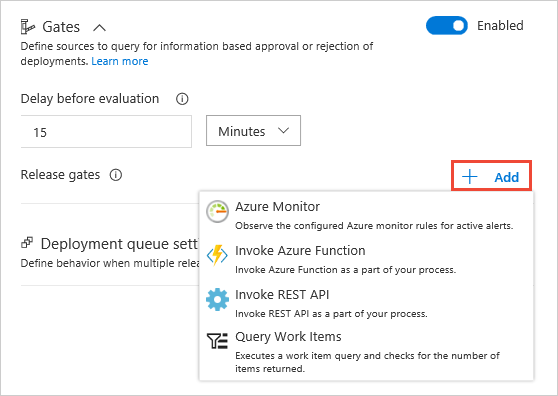 Gates
Enabled
Define sources to query for information based approval or rejection of
deployments. Learn more
Delay before evaluation
15
Minutes
Release gates
+ Add
Azure Monitor
Observe the configured Azure monitor rules for active alerts.
Invoke Azure Function
Invoke Azure Function as a part of your process.
Invoke REST API
Invoke REST API as a part of your process.
Query Work Items
Executes a work item query and checks for the number of
items returned.
Deployment queue sett
Define behavior when multiple relea